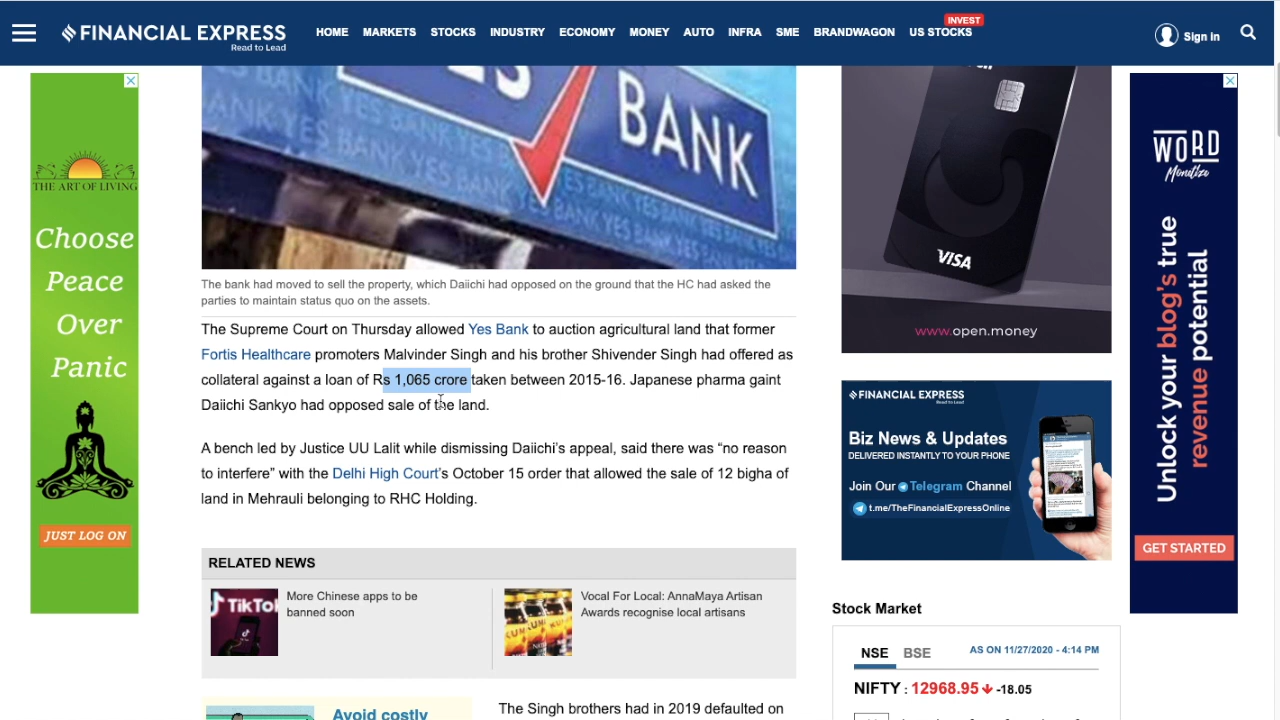 FINANCIAL EXPRESS
Read to Lead
HOME MARKETS STOCKS INDUSTRY ECONOMY MONEY AUTO INFRA SME BRANDWAGON US STOCKS
INVEST
Sign in
THE ART OF LIVING
Choose
Peace
Over
Panic
JUST LOG ON
BANK
The bank had moved to sell the property, which Daiichi had opposed on the ground that the HC had asked the
parties to maintain status quo on the assets.
The Supreme Court on Thursday allowed Yes Bank to auction agricultural land that former
Fortis Healthcare promoters Malvinder Singh and his brother Shivender Singh had offered as
collateral against a loan of Rs 1,065 crore taken between 2015-16. Japanese pharma gaint
Daiichi Sankyo had opposed sale of the land.
A bench led by Justice UU Lalit while dismissing Daiichi's appeal, said there was “no reason
to interfere” with the Delhi High Court's October 15 order that allowed the sale of 12 bigha of
land in Mehrauli belonging to RHC Holding.
RELATED NEWS
TikTok
More Chinese apps to be
banned soon
Vocal For Local: AnnaMaya Artisan
Awards recognise local artisans
Avoid costly
The Singh brothers had in 2019 defaulted on
VISA
www.open.money
FINANCIAL EXPRESS
Read to Lead
Biz News & Updates
DELIVERED INSTANTLY TO YOUR PHONE
Join Our Telegram Channel
t.me/TheFinancialExpressOnline
Stock Market
NSE BSE AS ON 11/27/2020 - 4:14 PM
NIFTY : 12968.95 -18.05
WORD
Monetize
Unlock your blog's true
revenue potential
GET STARTED